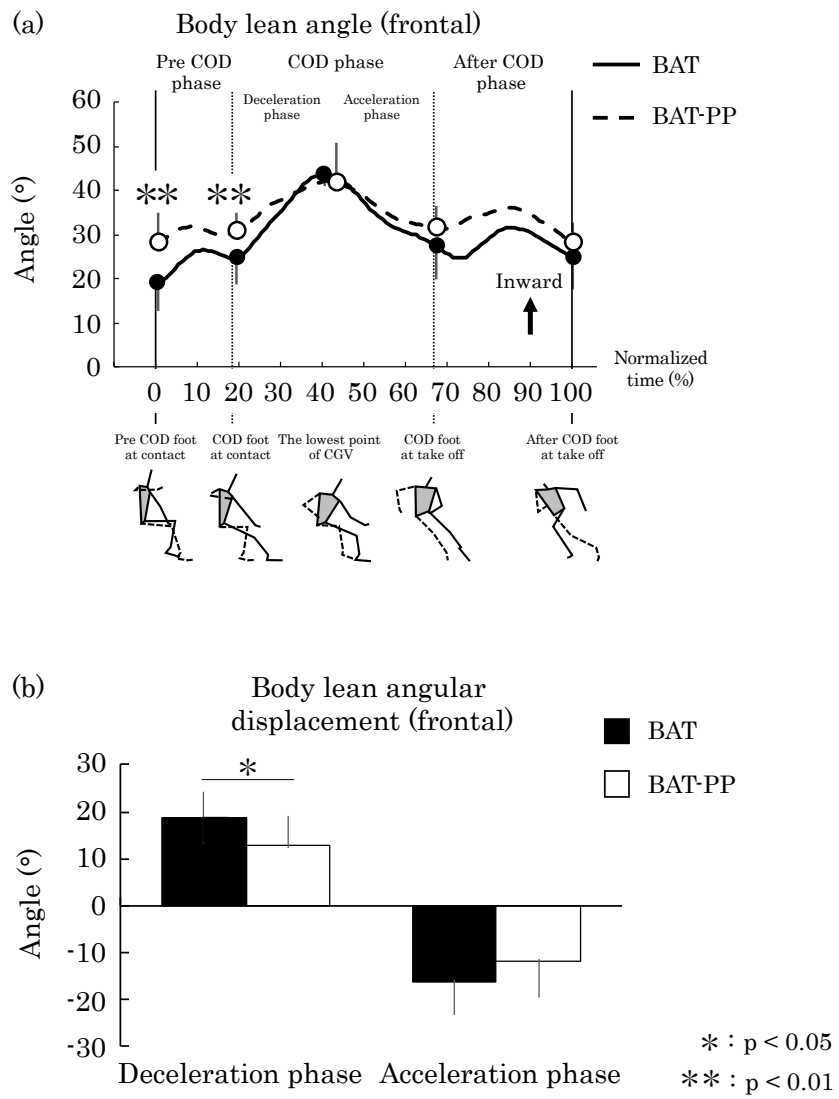 (a)
Body lean angle (frontal)
Pre COD
phase
COD phase
After COD
phase
BAT
BAT-PP
Deceleration
phase
Acceleration
phase
60
50
40
30
20
10
0
Angle (°)
** **
Inward
0 10 20 30 40 50 60 70 80 90 100
Normalized
time (%)
Pre COD foot
at contact
COD foot
at contact
The lowest point
of CGV
COD foot
at take off
After COD foot
at take off
(b)
Body lean angular
displacement (frontal)
BAT
BAT-PP
*
30
20
10
0
-10
-20
-30
Angle (°)
Deceleration phase Acceleration phase
* : p < 0.05
** : p < 0.01